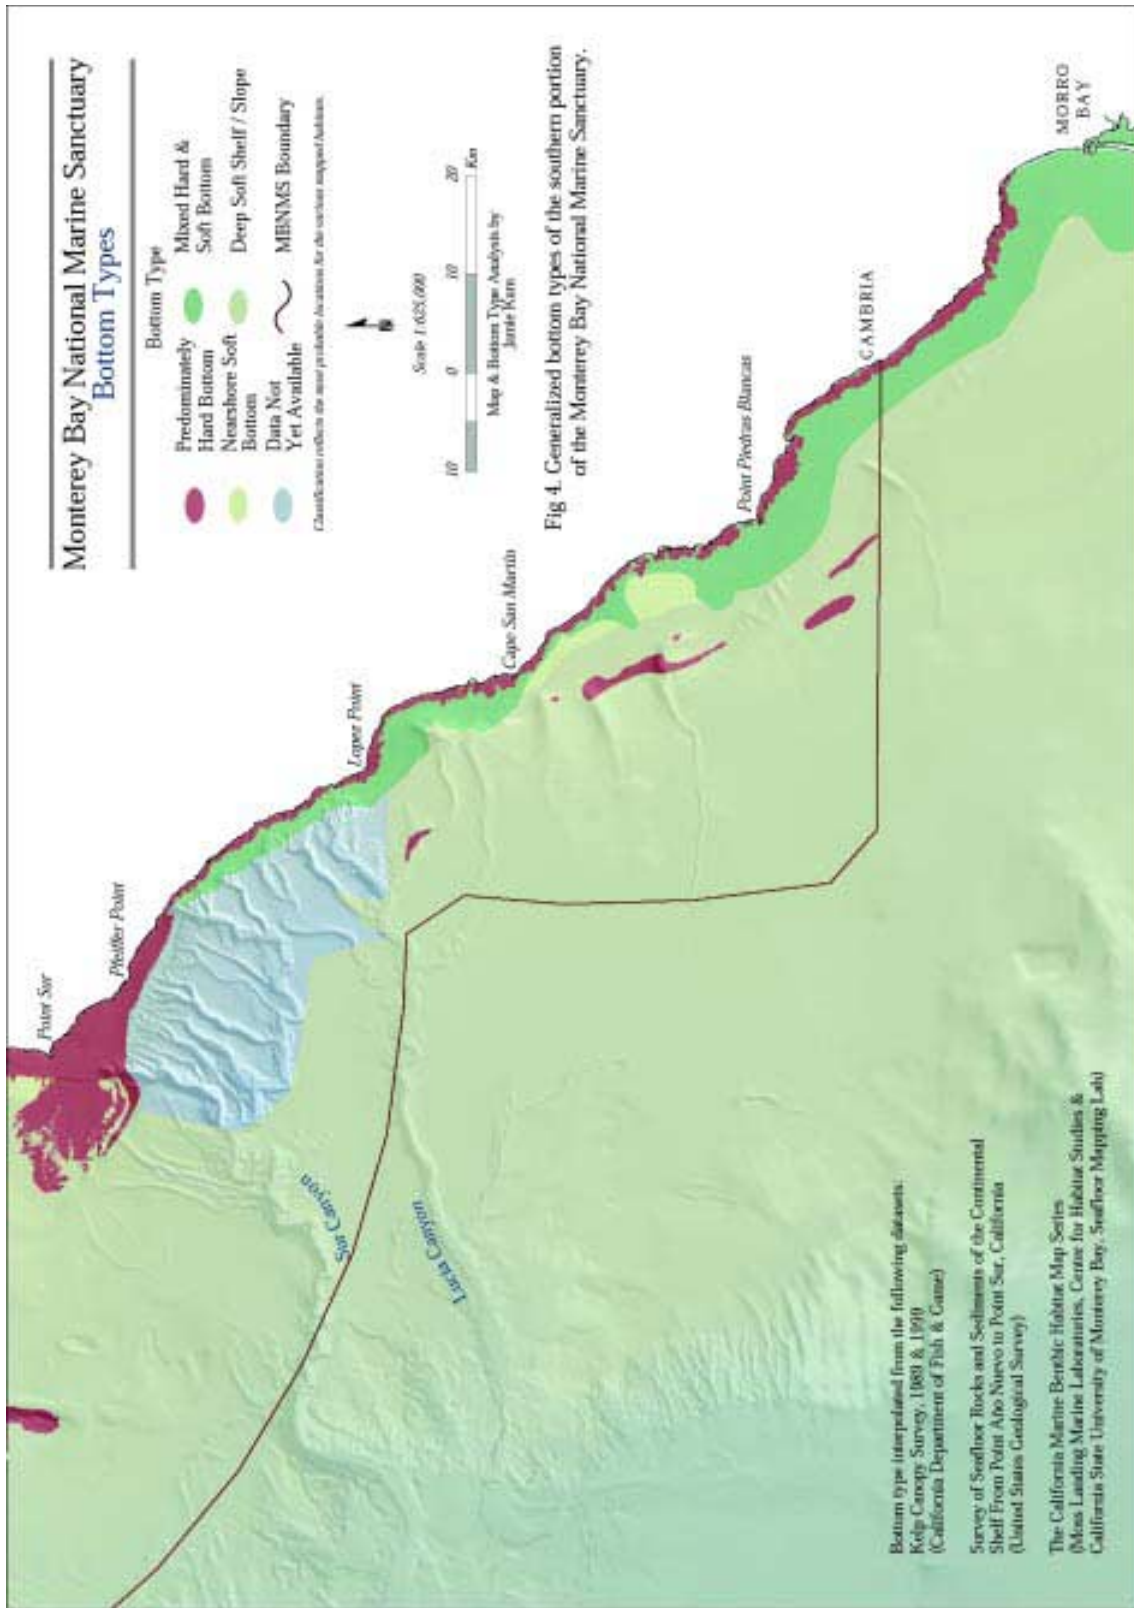 Monterey Bay National Marine Sanctuary
Bottom Types
Bottom Type
Predominately
Hard Bottom
Mixed Hard &
Soft Bottom
Nearshore Soft
Bottom
Deep Soft Shelf / Slope
Data Not
Yet Available
MBNMS Boundary
Classification reflects the most probable locations for the various mapped habitats.
N
Scale 1:625,000
10 0 10 20
Km
Map & Bottom Type Analysis by
Jamie Kum
Fig 4. Generalized bottom types of the southern portion
of the Monterey Bay National Marine Sanctuary.
Point Sur
Pfeiffer Point
Lopez Point
Cape San Martin
Point Piedras Blancas
CAMBRIA
MORRO
BAY
Sur Canyon
Lucia Canyon
Bottom type interpolated from the following datasets:
Kelp Canopy Survey, 1989 & 1999
(California Department of Fish & Game)
Survey of Seafloor Rocks and Sediments of the Continental
Shelf From Point Año Nuevo to Point Sur, California
(United States Geological Survey)
The California Marine Benthic Habitat Map Series
(Moss Landing Marine Laboratories, Centre for Habitat Studies &
California State University of Monterey Bay, Seafloor Mapping Lab)